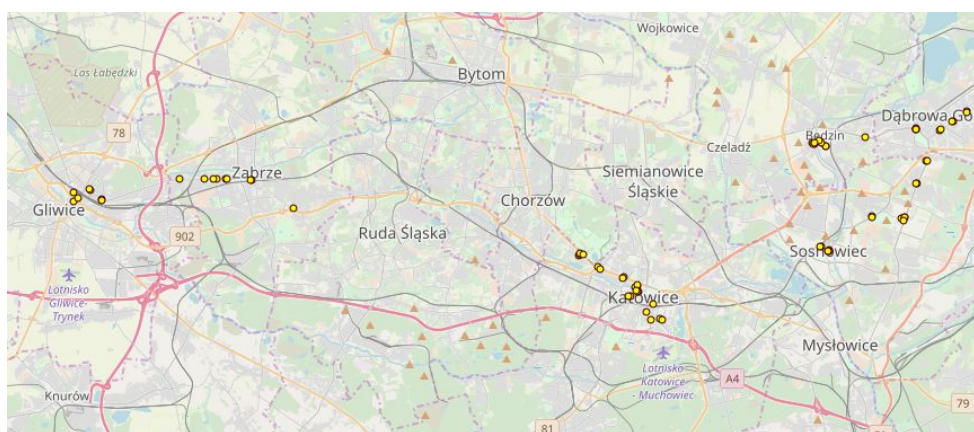 Wojkowice
Las Łabędzki
Bytom
78
Dąbrowa Gó
Będzin
Czeladź
Zabrze
Siemianowice
Śląskie
Chorzów
Gliwice
902
Ruda Śląska
Sosnowiec
Lotnisko
Gliwice-
Trynek
Katowice
Mysłowice
Lotnisko
Katowice
- Muchowiec
A4
Knurów
79
81